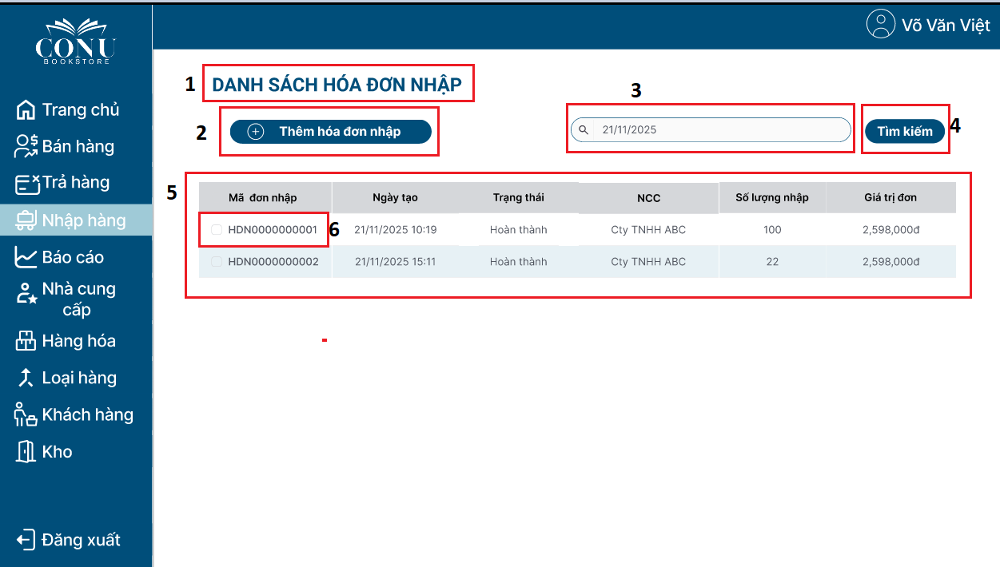 CONU
BOOKSTORE
Võ Văn Việt
Trang chủ
Bán hàng
Trả hàng
Nhập hàng
Báo cáo
Nhà cung
cấp
Hàng hóa
Loại hàng
Khách hàng
Kho
Đăng xuất
1 DANH SÁCH HÓA ĐƠN NHẬP
2 Thêm hóa đơn nhập
3
21/11/2025
Tìm kiếm 4
5
Mã đơn nhập Ngày tạo Trạng thái NCC Số lượng nhập Giá trị đơn
HDN0000000001 6 21/11/2025 10:19 Hoàn thành Cty TNHH ABC 100 2,598,000đ
HDN0000000002 21/11/2025 15:11 Hoàn thành Cty TNHH ABC 22 2,598,000đ